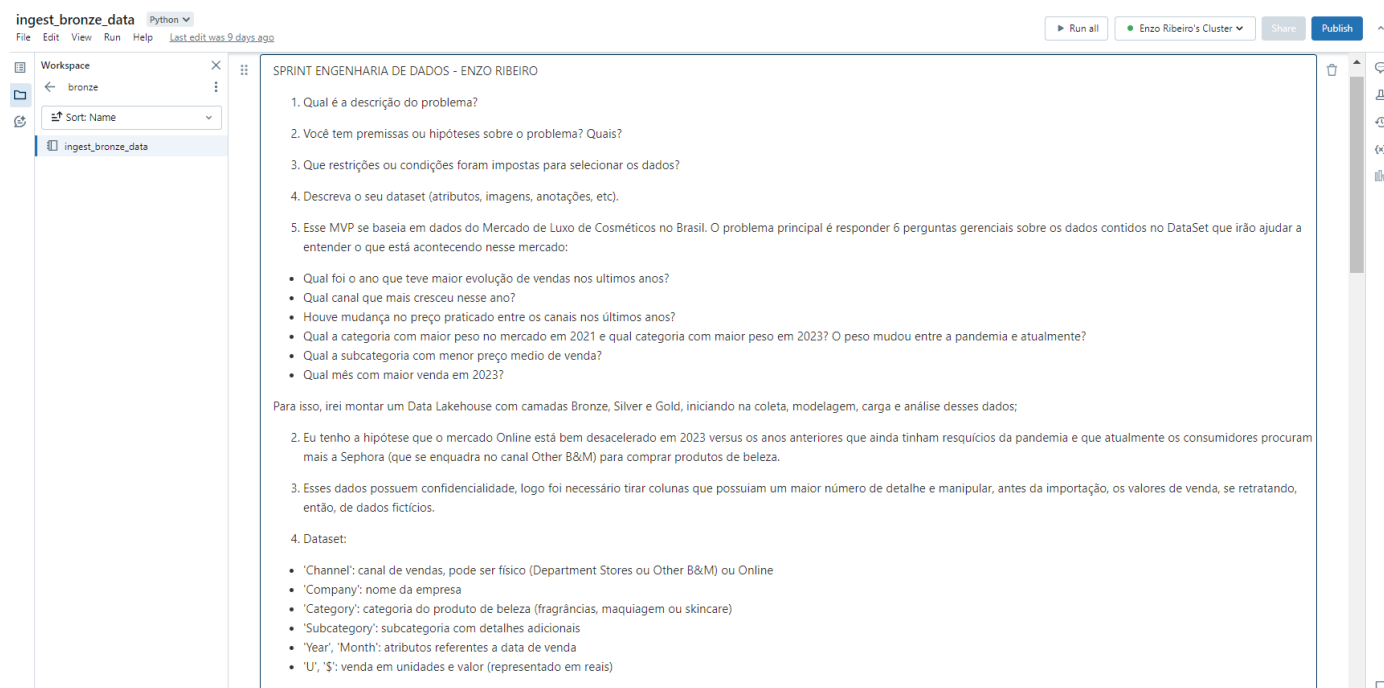 ingest_bronze_data Python
File Edit View Run Help Last edit was 9 days ago
Run all
Enzo Ribeiro's Cluster
Share
Publish
Workspace
bronze
Sort: Name
ingest_bronze_data
SPRINT ENGENHARIA DE DADOS - ENZO RIBEIRO
1. Qual é a descrição do problema?
2. Você tem premissas ou hipóteses sobre o problema? Quais?
3. Que restrições ou condições foram impostas para selecionar os dados?
4. Descreva o seu dataset (atributos, imagens, anotações, etc).
5. Esse MVP se baseia em dados do Mercado de Luxo de Cosméticos no Brasil. O problema principal é responder 6 perguntas gerenciais sobre os dados contidos no DataSet que irão ajudar a
entender o que está acontecendo nesse mercado:
• Qual foi o ano que teve maior evolução de vendas nos ultimos anos?
• Qual canal que mais cresceu nesse ano?
• Houve mudança no preço praticado entre os canais nos últimos anos?
• Qual a categoria com maior peso no mercado em 2021 e qual categoria com maior peso em 2023? O peso mudou entre a pandemia e atualmente?
• Qual a subcategoria com menor preço medio de venda?
• Qual mês com maior venda em 2023?
Para isso, irei montar um Data Lakehouse com camadas Bronze, Silver e Gold, iniciando na coleta, modelagem, carga e análise desses dados;
2. Eu tenho a hipótese que o mercado Online está bem desacelerado em 2023 versus os anos anteriores que ainda tinham resquícios da pandemia e que atualmente os consumidores procuram
mais a Sephora (que se enquadra no canal Other B&M) para comprar produtos de beleza.
3. Esses dados possuem confidencialidade, logo foi necessário tirar colunas que possuiam um maior número de detalhe e manipular, antes da importação, os valores de venda, se retratando,
então, de dados fictícios.
4. Dataset:
• 'Channel': canal de vendas, pode ser físico (Department Stores ou Other B&M) ou Online
• 'Company': nome da empresa
• 'Category': categoria do produto de beleza (fragrâncias, maquiagem ou skincare)
• 'Subcategory': subcategoria com detalhes adicionais
• 'Year', 'Month': atributos referentes a data de venda
• 'U', '$': venda em unidades e valor (representado em reais)